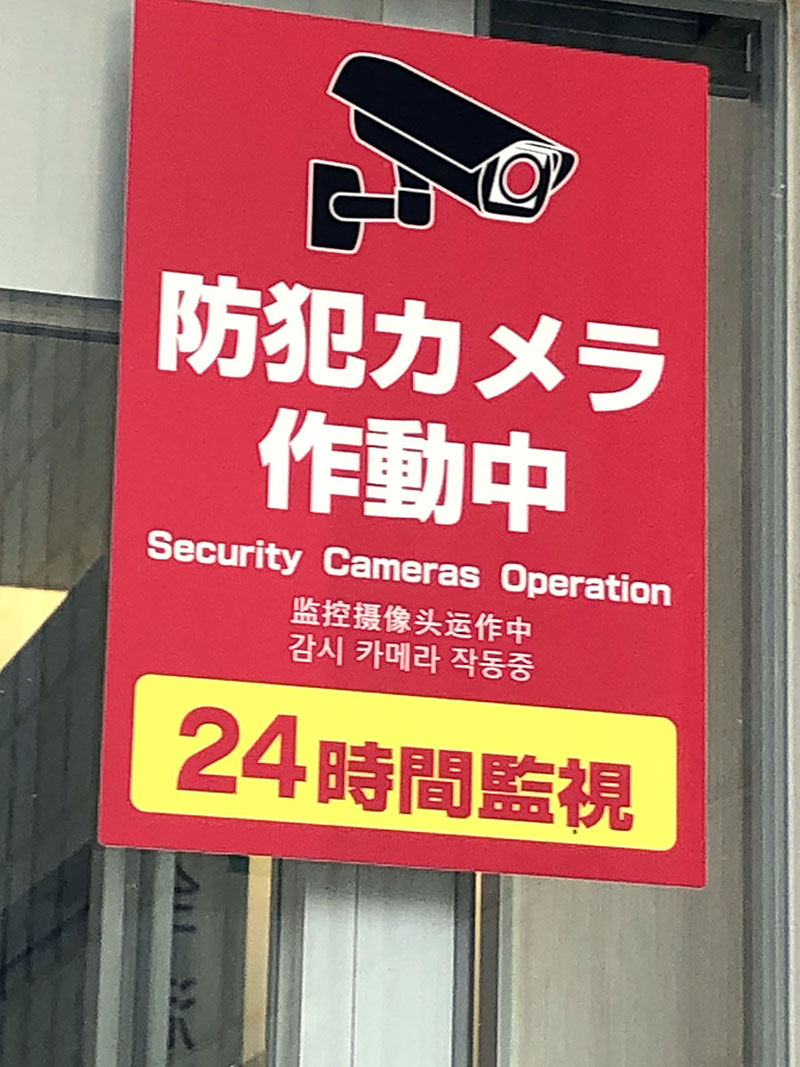 防犯カメラ
作動中
Security Cameras Operation
监控摄像头运作中
감시 카메라 작동중
24時間監視